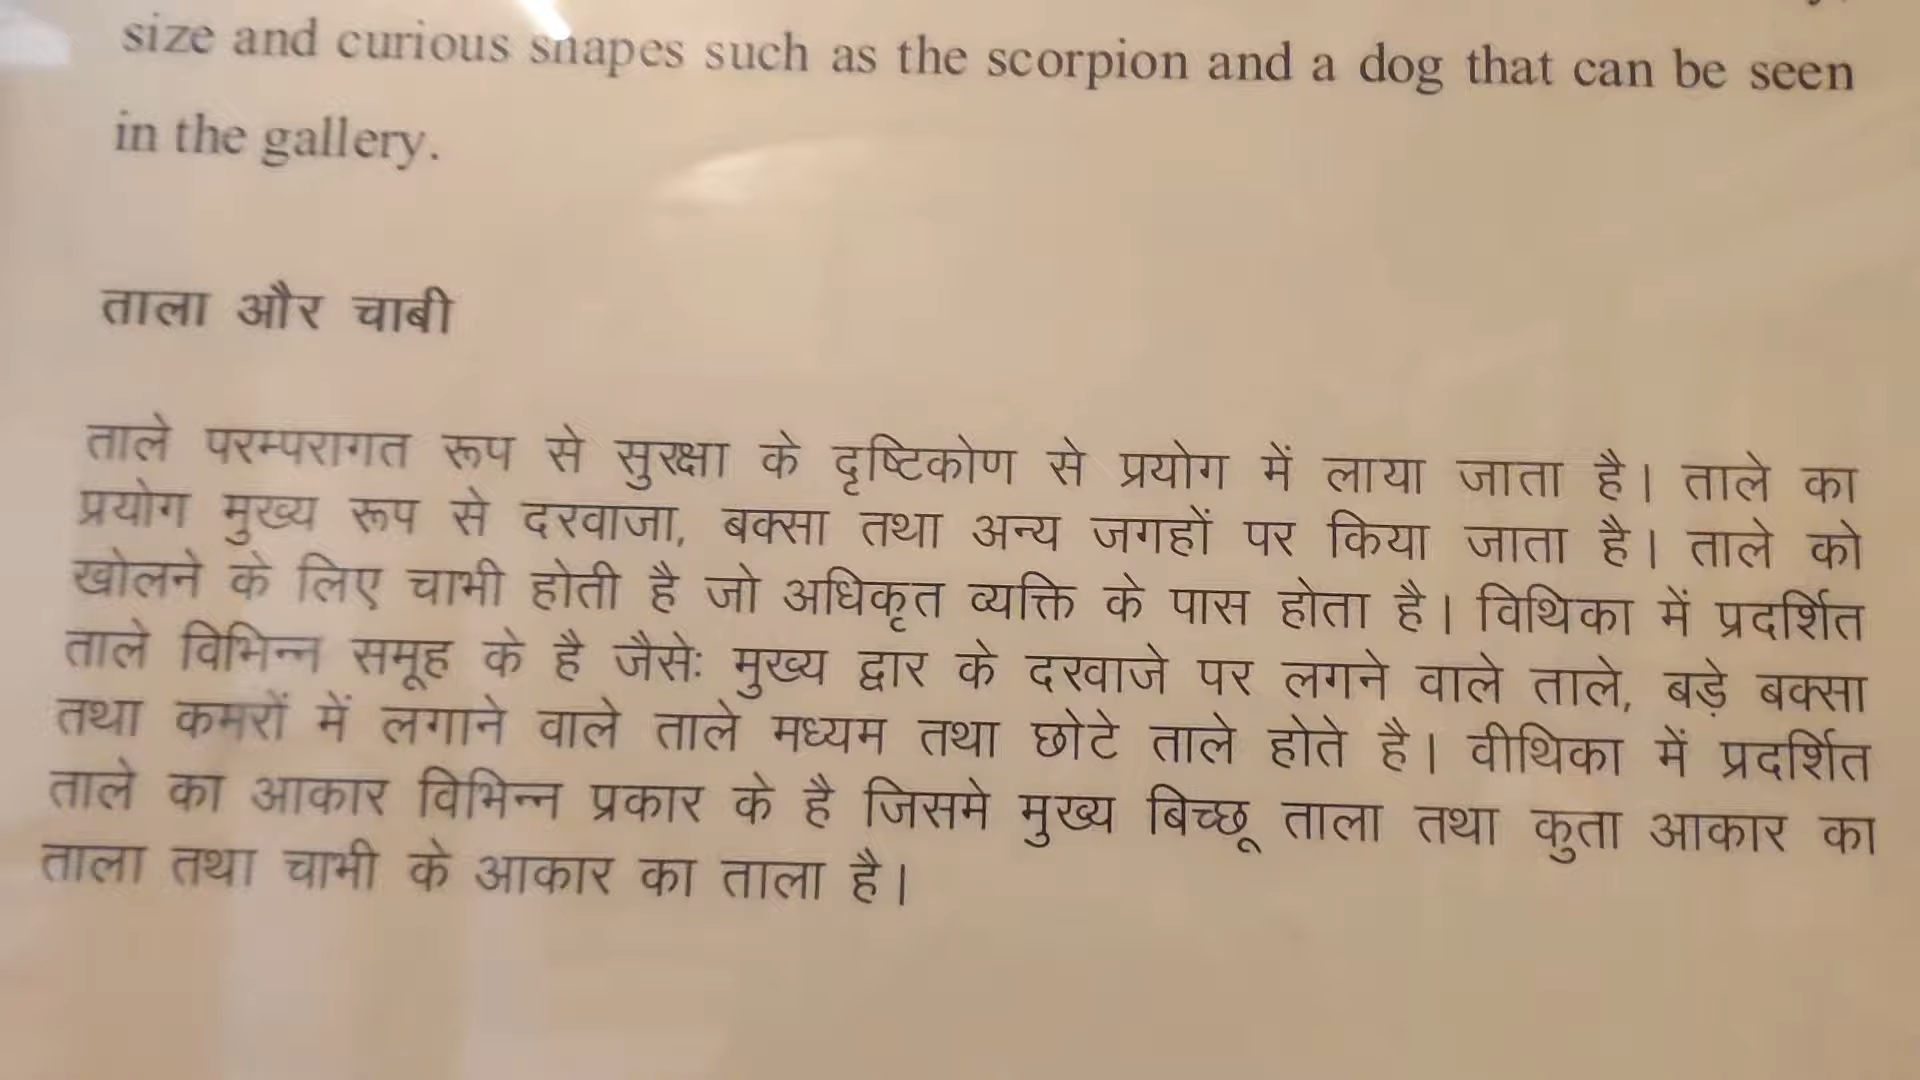 size and curious shapes such as the scorpion and a dog that can be seen
in the gallery.
ताला और चाबी
ताले परम्परागत रूप से सुरक्षा के दृष्टिकोण से प्रयोग में लाया जाता है। ताले का
प्रयोग मुख्य रूप से दरवाजा, बक्सा तथा अन्य जगहों पर किया जाता है। ताले को
खोलने के लिए चाभी होती है जो अधिकृत व्यक्ति के पास होता है। विथिका में प्रदर्शित
ताले विभिन्न समूह के है जैसेः मुख्य द्वार के दरवाजे पर लगने वाले ताले, बड़े बक्सा
तथा कमरों में लगाने वाले ताले मध्यम तथा छोटे ताले होते है। वीथिका में प्रदर्शित
ताले का आकार विभिन्न प्रकार के है जिसमे मुख्य बिच्छू ताला तथा कुता आकार का
ताला तथा चाभी के आकार का ताला है।